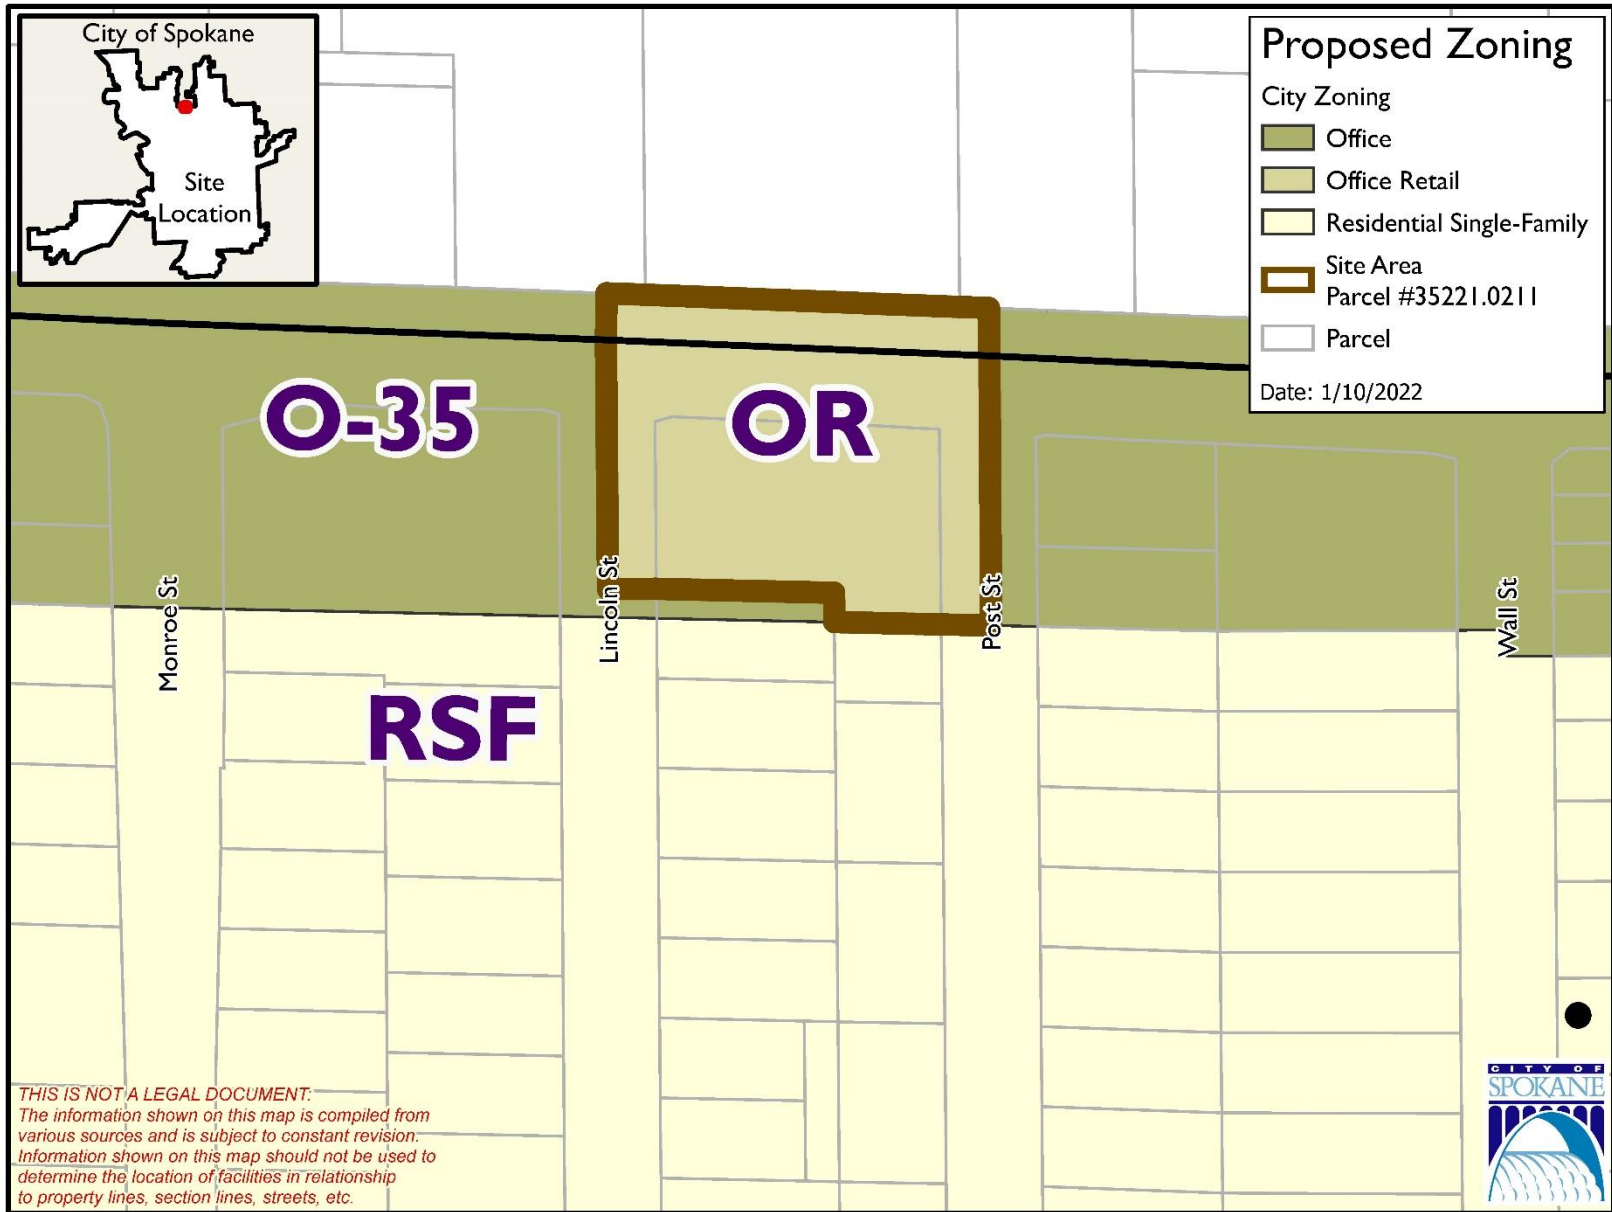 City of Spokane
Site
Location
Proposed Zoning
City Zoning
Office
Office Retail
Residential Single-Family
Site Area
Parcel #35221.0211
Parcel
Date: 1/10/2022
O-35
OR
RSF
Monroe St
Lincoln St
Post St
Wall St
THIS IS NOT A LEGAL DOCUMENT:
The information shown on this map is compiled from
various sources and is subject to constant revision.
Information shown on this map should not be used to
determine the location of facilities in relationship
to property lines, section lines, streets, etc.
CITY OF
SPOKANE